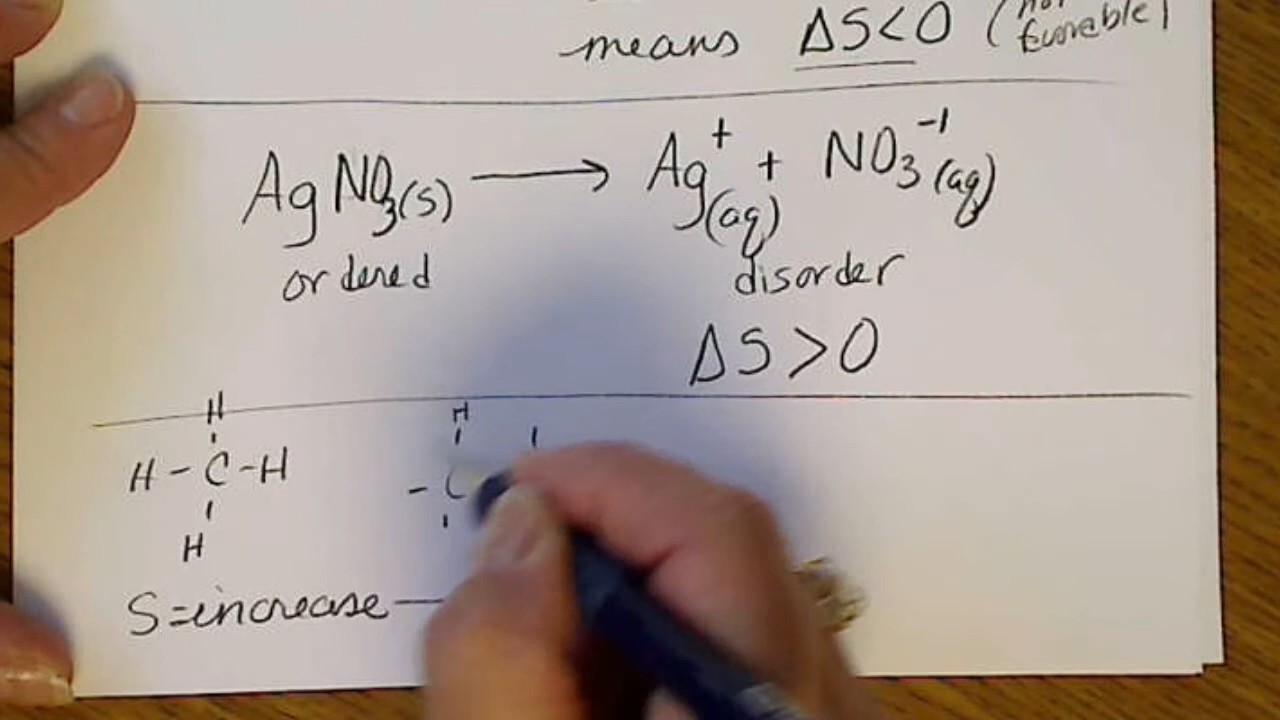 means ΔS<0 (not favorable)
AgNO3(s) ⟶ Ag+(aq) + NO3-1(aq)
ordered disorder
ΔS>0
H H
H-C-H -C
H
S=increase—